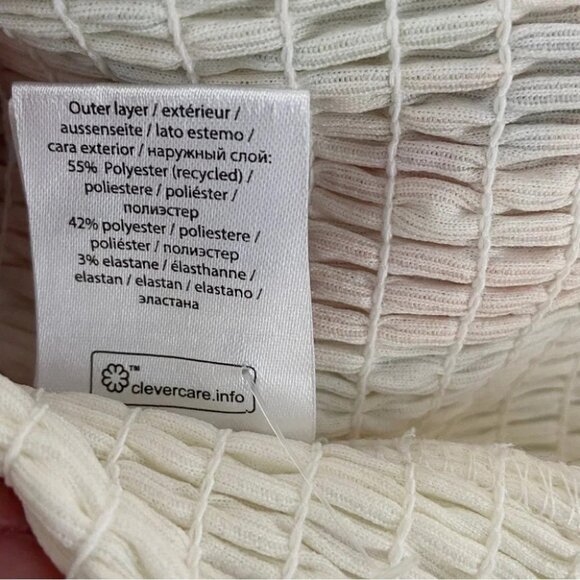 Outer layer / extérieur /
aussenseite / lato estemo /
cara exterior / наружный слой:
55% Polyester (recycled) /
poliestere / poliéster /
полиэстер
42% polyester / poliestere /
poliéster / полиэстер
3% elastane / élasthanne /
elastan / elastan / elastano /
эластана
TM
clevercare.info